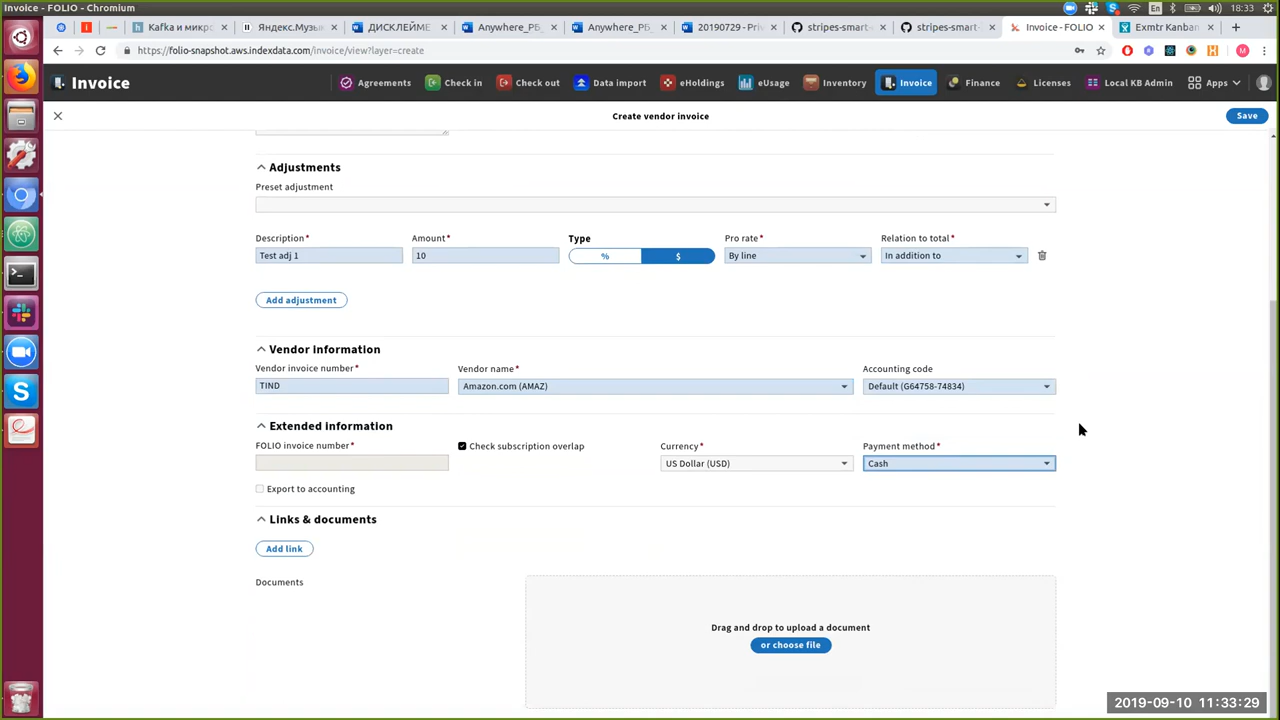 Invoice - FOLIO - Chromium
En
18:33
Kafka и микро
Яндекс.Музы
Anywhere_РБ_
Anywhere_РБ_
20190729 - Pri
stripes-smart-
stripes-smart-
Invoice - FOLIO
Exmtr Kanban
https://folio-snapshot.aws.indexdata.com/invoice/view?layer=create
M
Invoice
Agreements
Check in
Check out
Data import
eHoldings
eUsage
Inventory
Invoice
Finance
Licenses
Local KB Admin
Apps
Create vendor invoice
Save
Adjustments
Preset adjustment
Description*
Amount*
Type
Pro rate*
Relation to total*
Test adj 1
10
%
$
By line
In addition to
Add adjustment
Vendor information
Vendor invoice number*
Vendor name*
Accounting code
TIND
Amazon.com (AMAZ)
Default (G64758-74834)
Extended information
FOLIO invoice number*
Check subscription overlap
Currency*
Payment method*
US Dollar (USD)
Cash
Export to accounting
Links & documents
Add link
Documents
Drag and drop to upload a document
or choose file
2019-09-10 11:33:29